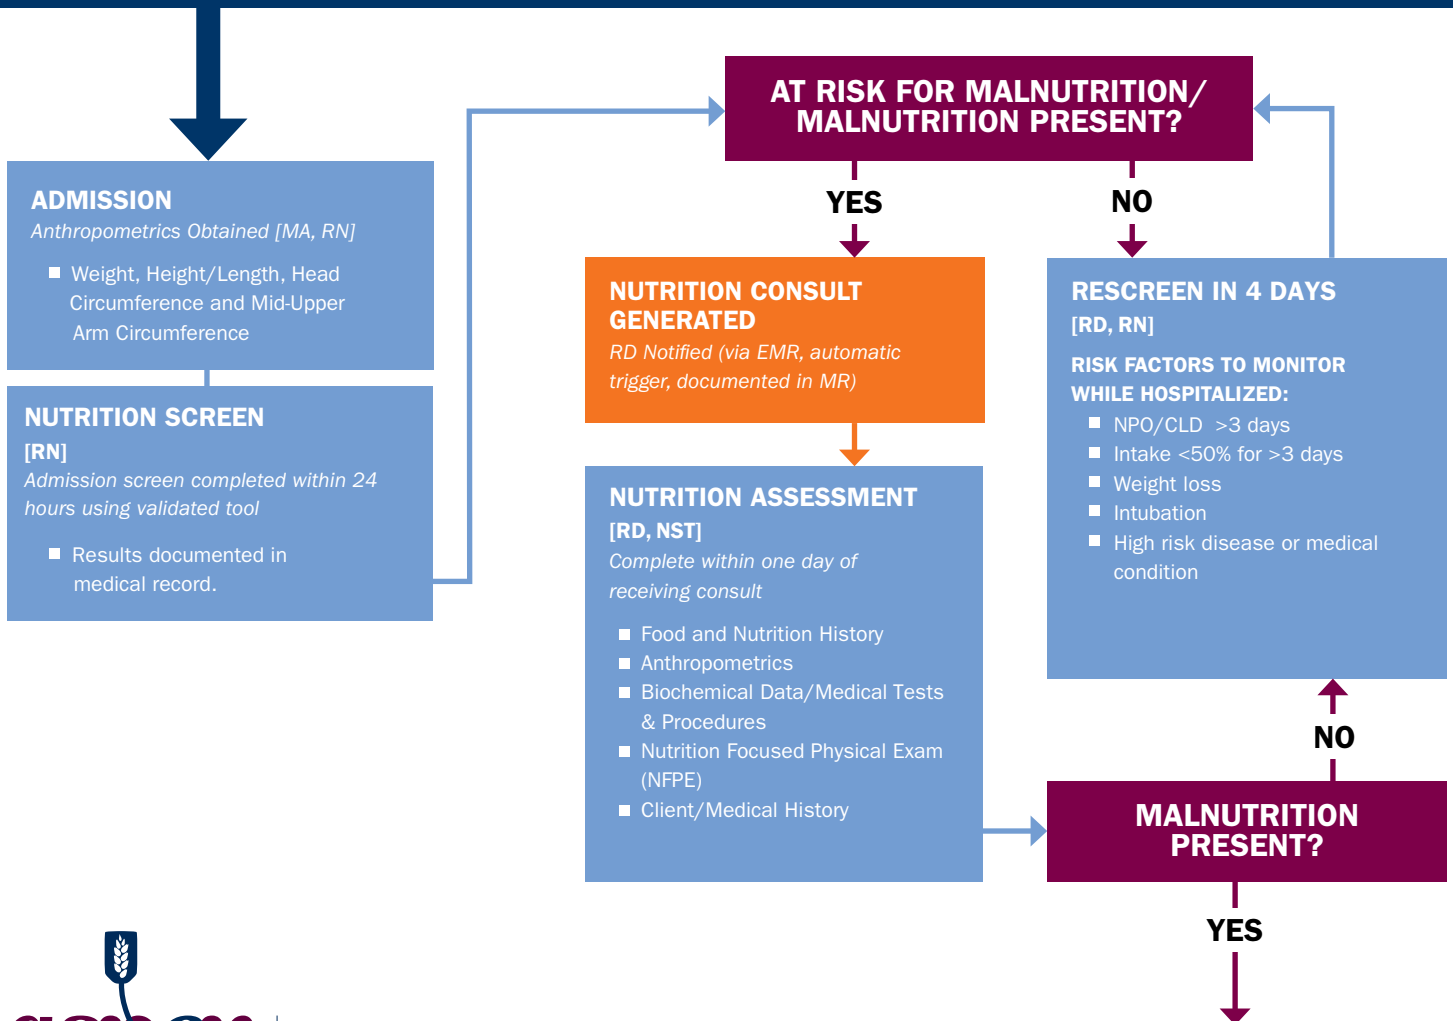 AT RISK FOR MALNUTRITION/
MALNUTRITION PRESENT?
YES
NO
ADMISSION
Anthropometrics Obtained [MA, RN]
Weight, Height/Length, Head
Circumference and Mid-Upper
Arm Circumference
NUTRITION SCREEN
[RN]
Admission screen completed within 24
hours using validated tool
Results documented in
medical record.
NUTRITION CONSULT
GENERATED
RD Notified (via EMR, automatic
trigger, documented in MR)
NUTRITION ASSESSMENT
[RD, NST]
Complete within one day of
receiving consult
Food and Nutrition History
Anthropometrics
Biochemical Data/Medical Tests
& Procedures
Nutrition Focused Physical Exam
(NFPE)
Client/Medical History
RESCREEN IN 4 DAYS
[RD, RN]
RISK FACTORS TO MONITOR
WHILE HOSPITALIZED:
NPO/CLD >3 days
Intake <50% for >3 days
Weight loss
Intubation
High risk disease or medical
condition
NO
MALNUTRITION
PRESENT?
YES